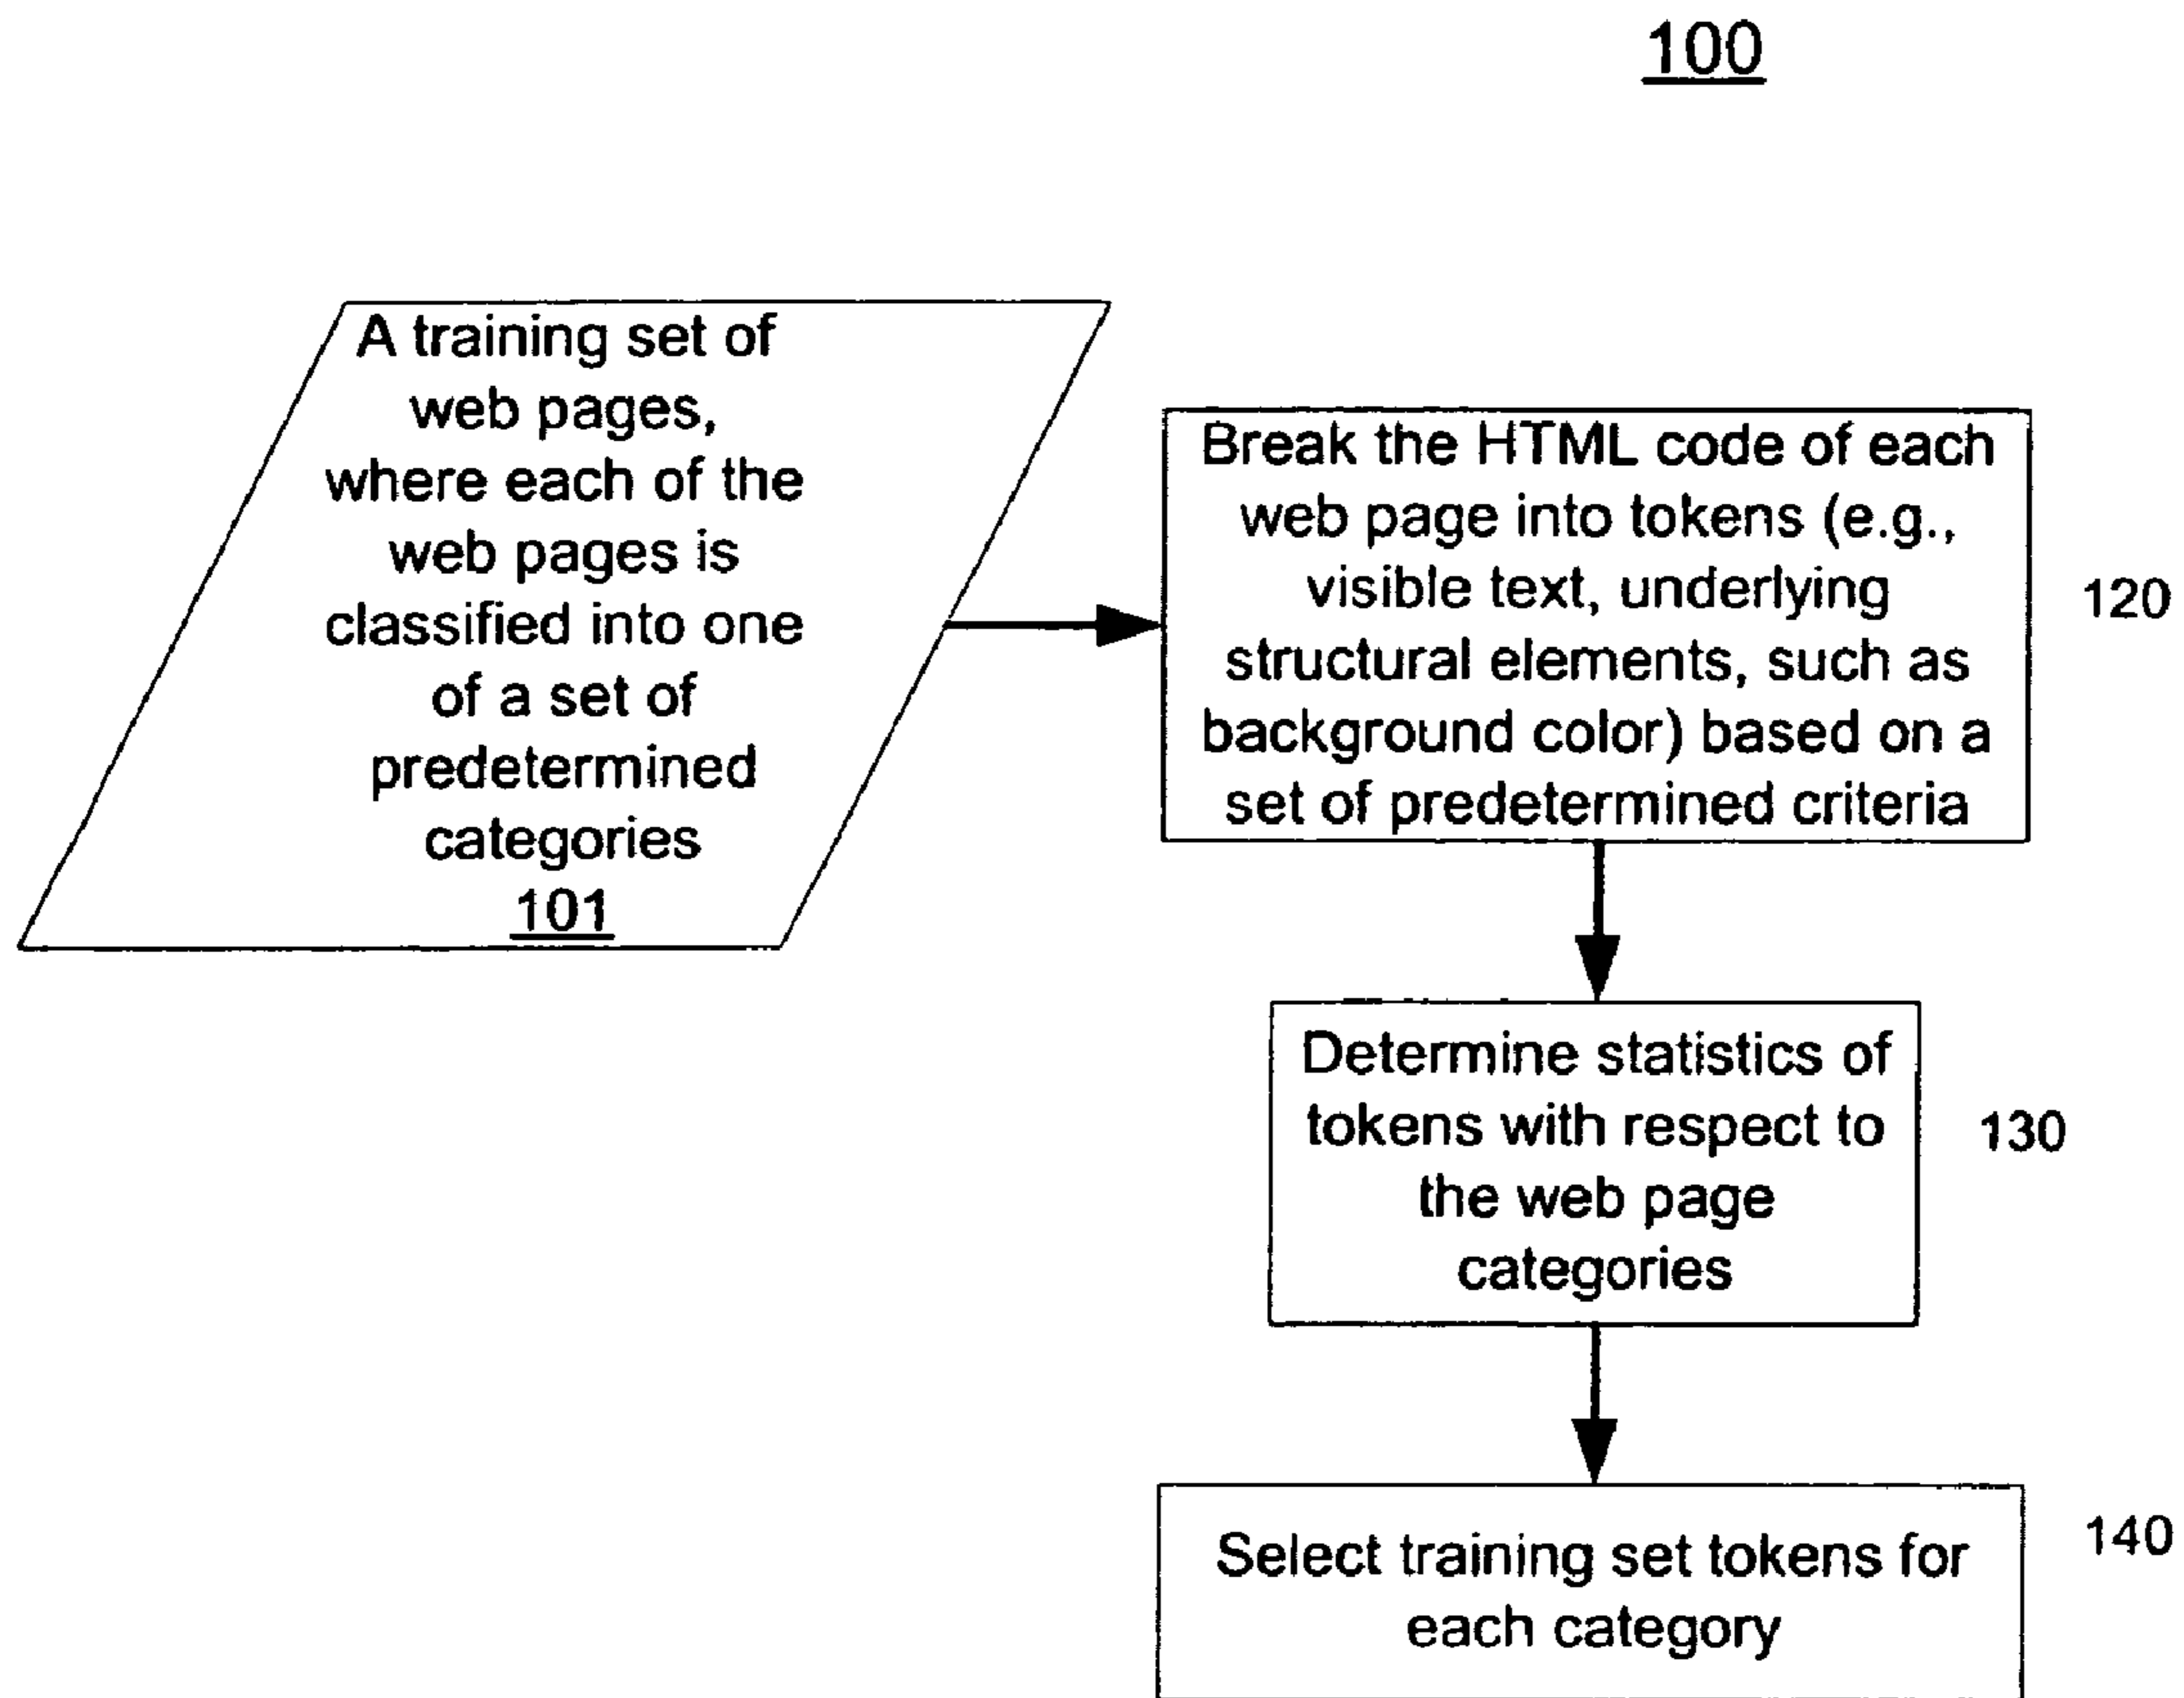 100
A training set of
web pages,
where each of the
web pages is
classified into one
of a set of
predetermined
categories
101
Break the HTML code of each
web page into tokens (e.g.,
visible text, underlying
structural elements, such as
background color) based on a
set of predetermined criteria
120
Determine statistics of
tokens with respect to
the web page
categories
130
Select training set tokens for
each category
140